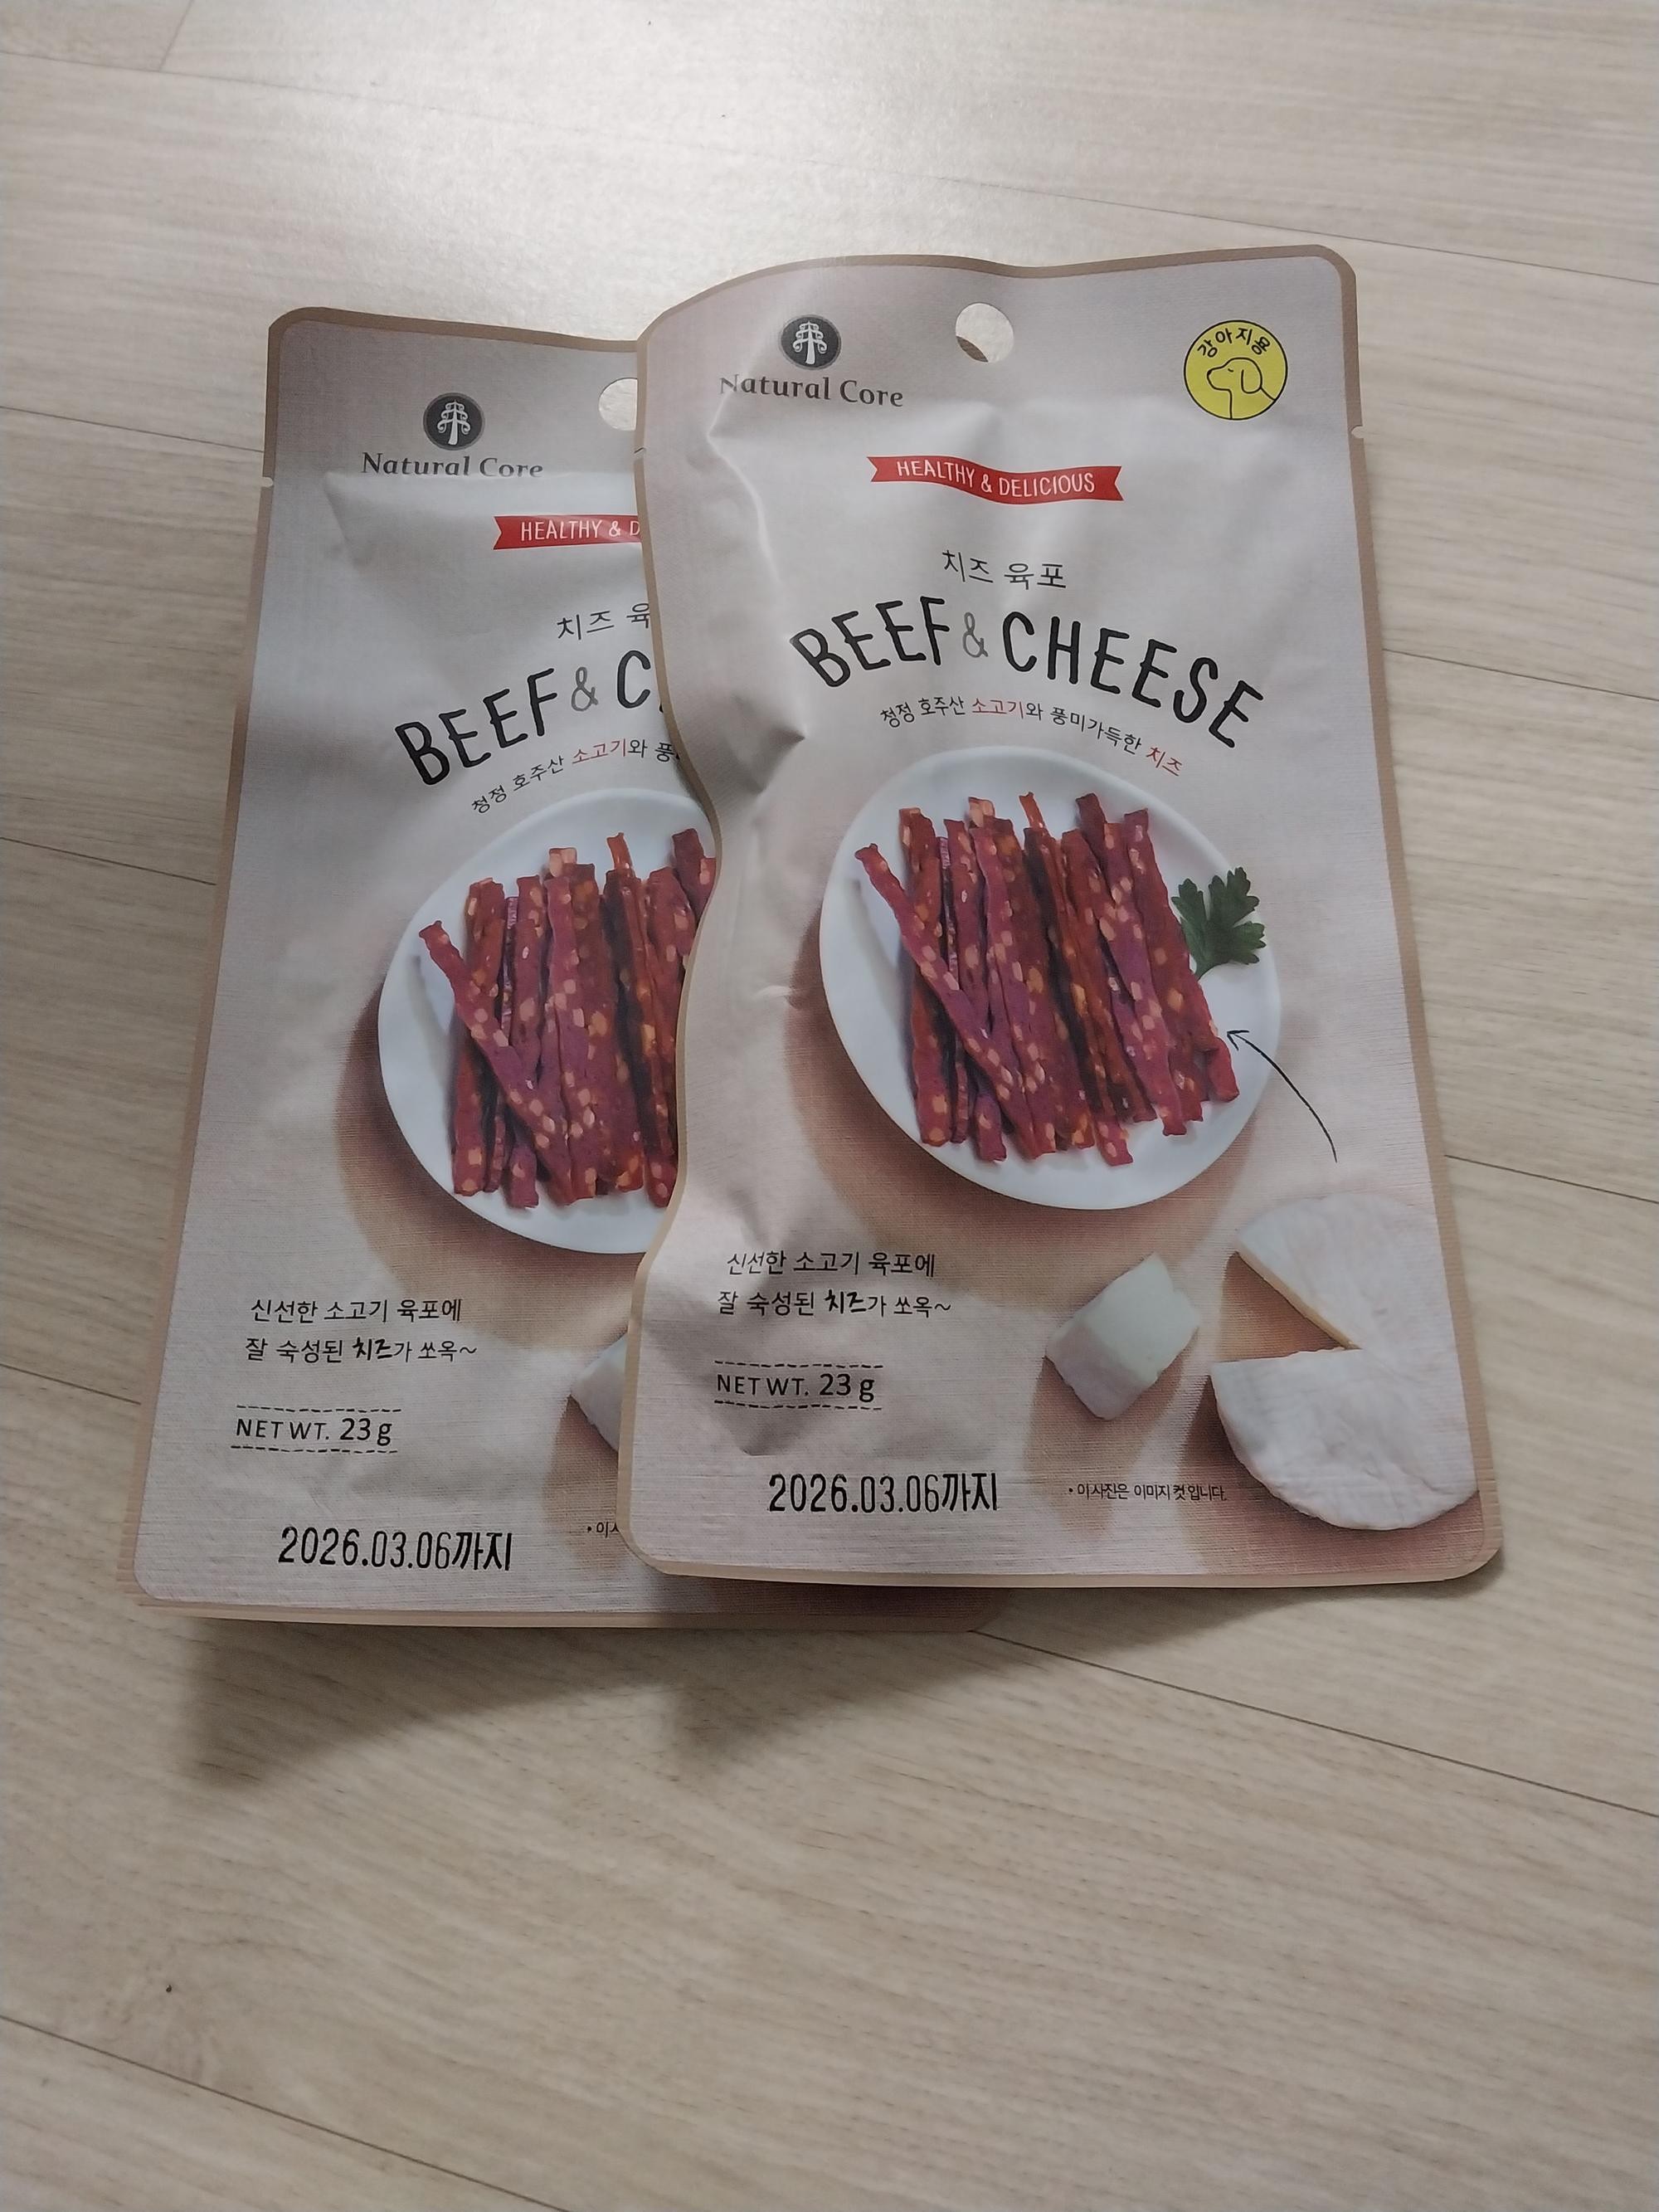 Natural Core
HEALTHY & D
치즈 육
BEEF & C
청정 호주산 소고기와 풍
신선한 소고기 육포에
잘 숙성된 치즈가 쏘옥~
NET WT. 23 g
2026.03.06까지
• 이사
Natural Core
강아지용
HEALTHY & DELICIOUS
치즈 육포
BEEF & CHEESE
청정 호주산 소고기와 풍미가득한 치즈
신선한 소고기 육포에
잘 숙성된 치즈가 쏘옥~
NET WT. 23 g
2026.03.06까지
• 이사진은 이미지 컷 입니다.